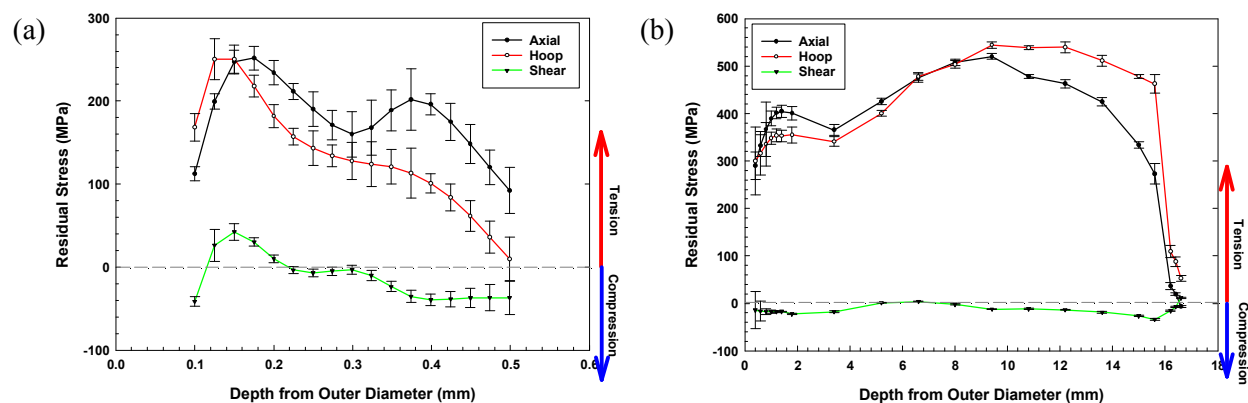 (a)
Residual Stress (MPa)
300
200
100
0
-100
0.0 0.1 0.2 0.3 0.4 0.5 0.6
Depth from Outer Diameter (mm)
Axial
Hoop
Shear
Tension
Compression
(b)
Residual Stress (MPa)
600
500
400
300
200
100
0
-100
0 2 4 6 8 10 12 14 16 18
Depth from Outer Diameter (mm)
Axial
Hoop
Shear
Tension
Compression